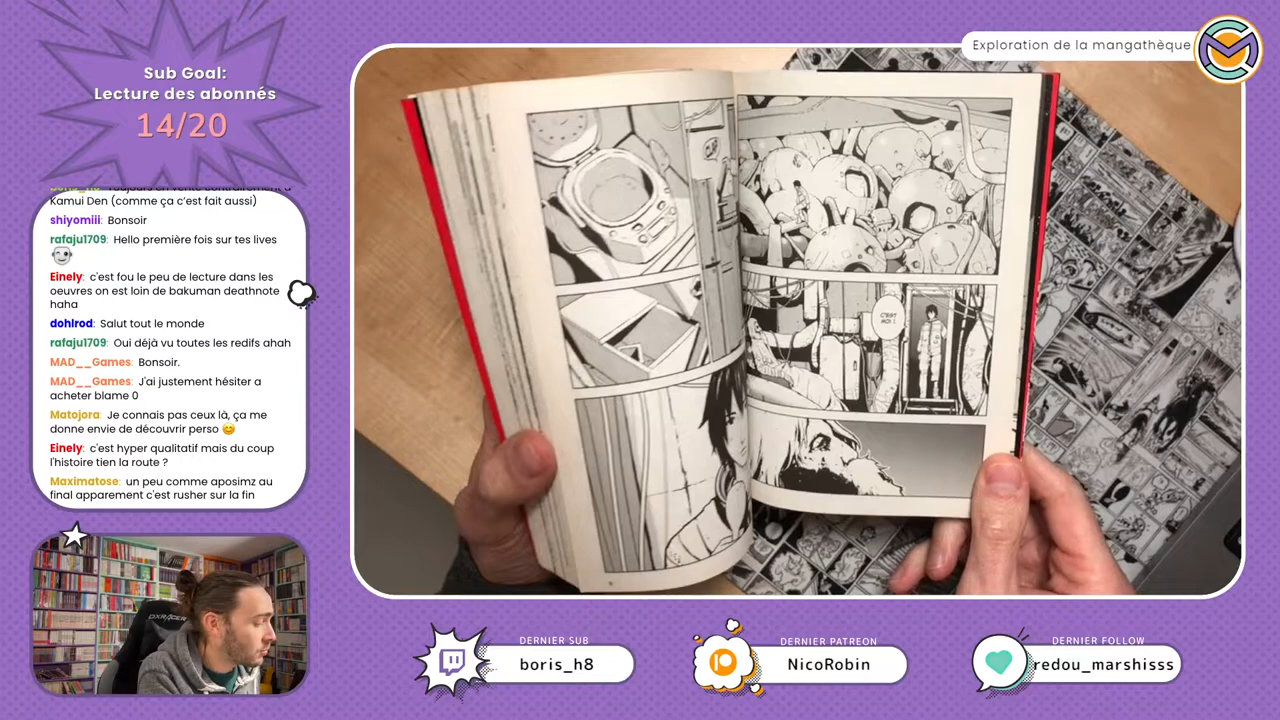 Sub Goal:
Lecture des abonnés
14/20
Exploration de la mangathèque
Boris_h8: Toujours en vente contrairement à
Kamui Den (comme ça c'est fait aussi)
shiyomiii: Bonsoir
rafaju1709: Hello première fois sur tes lives
Einely: c'est fou le peu de lecture dans les
oeuvres on est loin de bakuman deathnote
haha
dohlrod: Salut tout le monde
rafaju1709: Oui déjà vu toutes les redifs ahah
MAD__Games: Bonsoir.
MAD__Games: J'ai justement hésiter a
acheter blame 0
Matojora: Je connais pas ceux là, ça me
donne envie de découvrir perso 😊
Einely: c'est hyper qualitatif mais du coup
l'histoire tien la route ?
Maximatose: un peu comme aposimz au
final apparement c'est rusher sur la fin
C'EST
MOI !
DXRACER
DERNIER SUB
boris_h8
DERNIER PATREON
NicoRobin
DERNIER FOLLOW
redou_marshisss